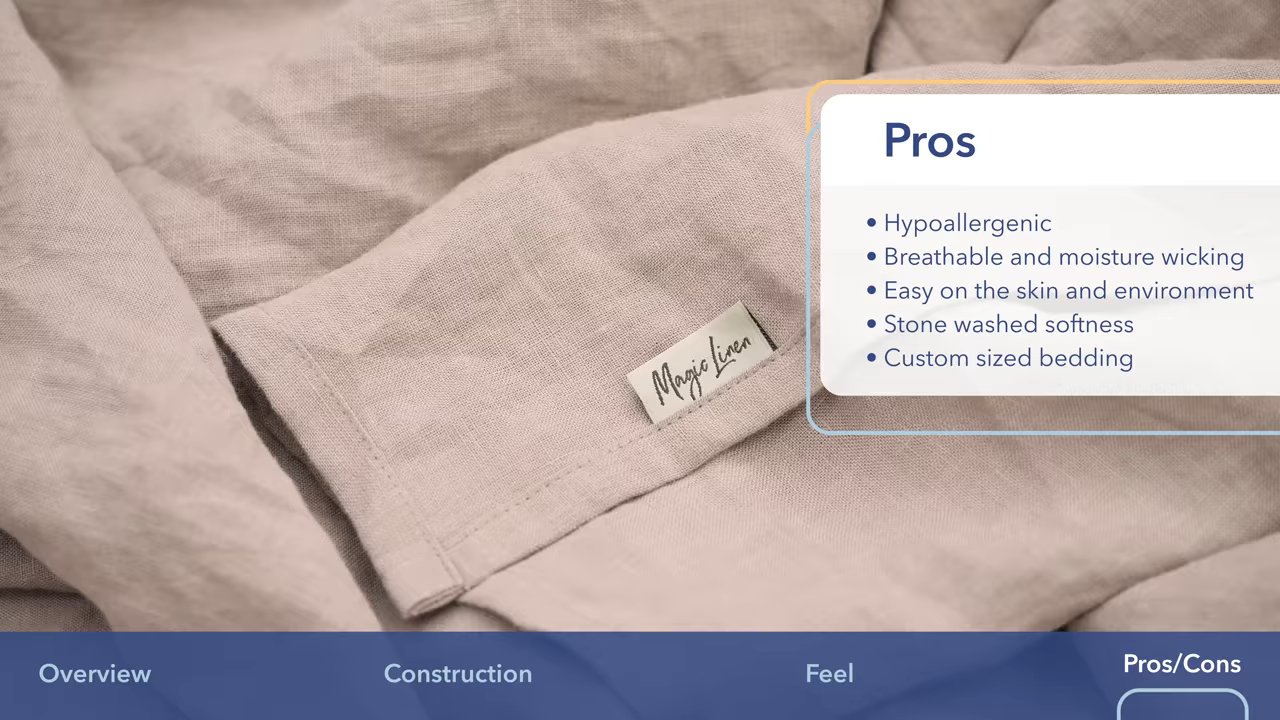 Pros
• Hypoallergenic
• Breathable and moisture wicking
• Easy on the skin and environment
• Stone washed softness
• Custom sized bedding
Magic Linen
Overview
Construction
Feel
Pros/Cons